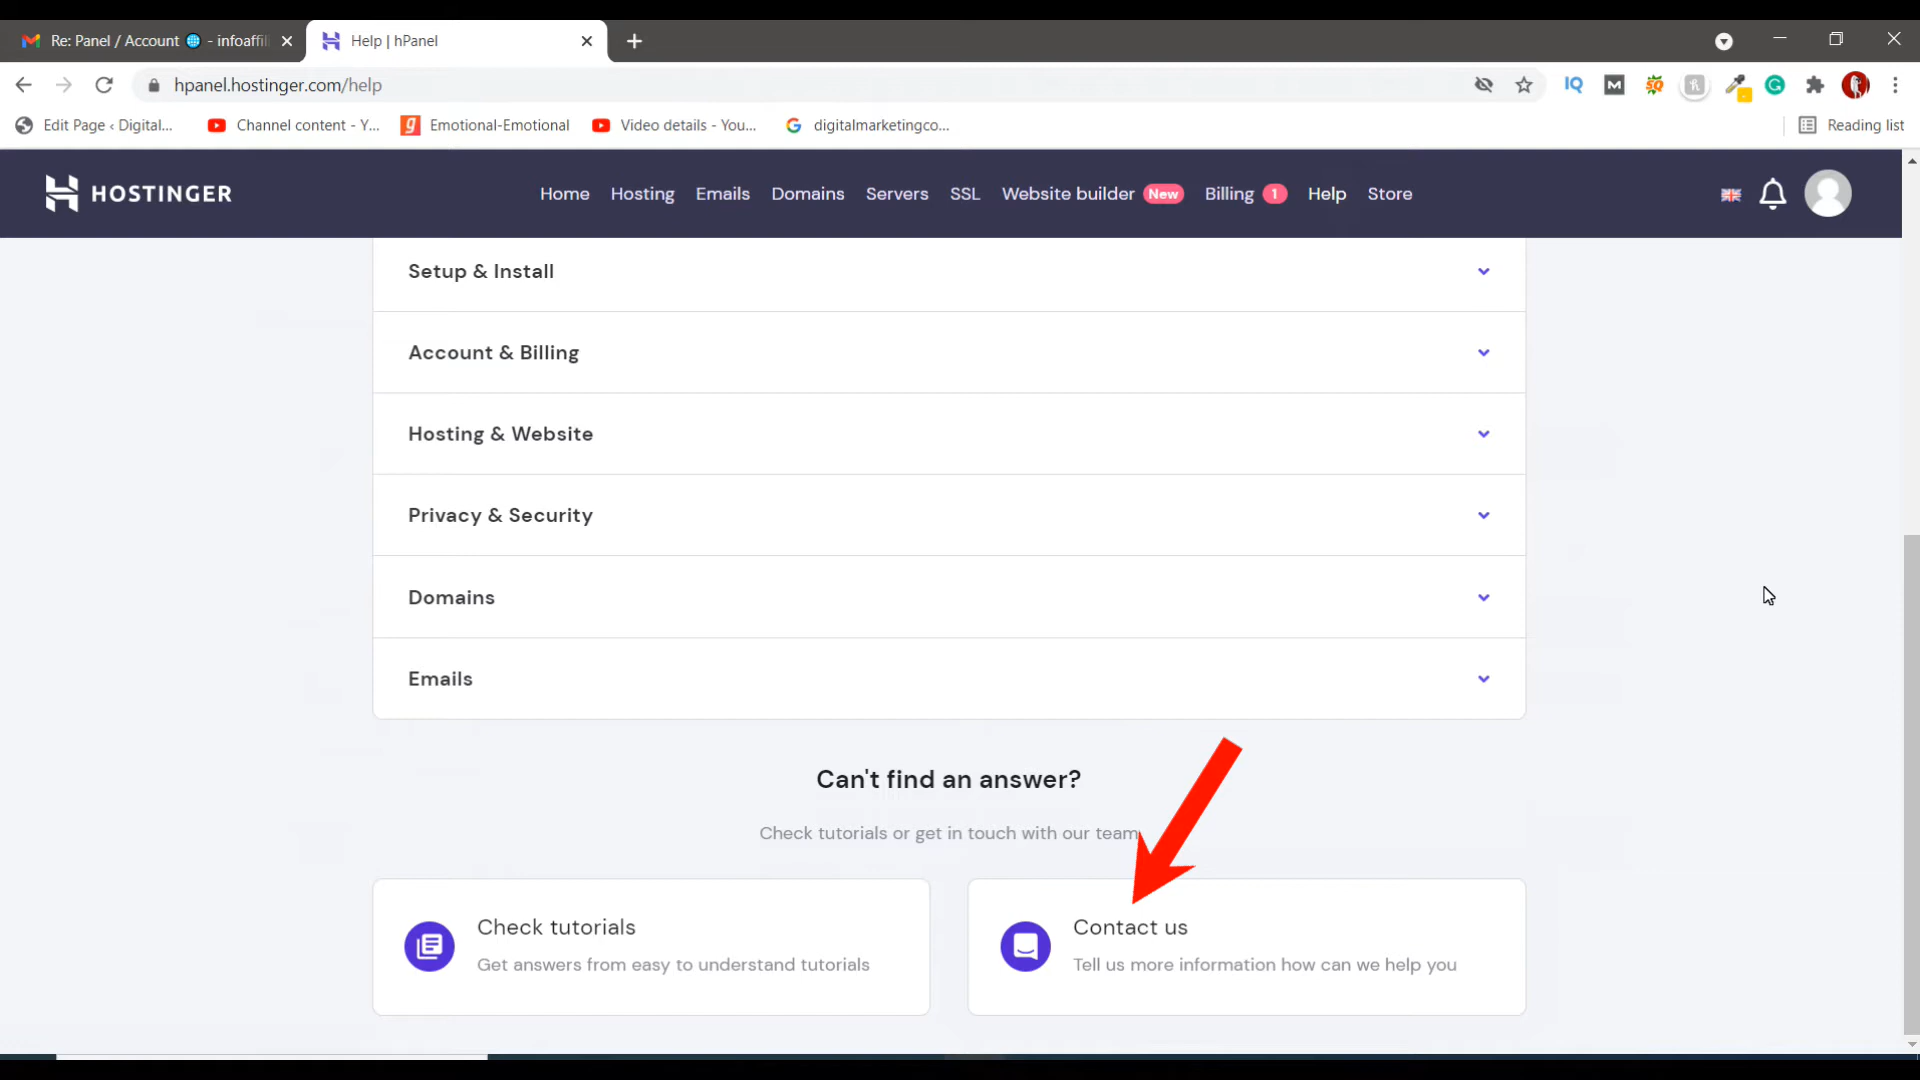 Re: Panel / Account 🌐 - infoaffili
Help | hPanel
hpanel.hostinger.com/help
Edit Page ‹ Digital...
Channel content - Y...
Emotional-Emotional
Video details - You...
digitalmarketingco...
Reading list
HOSTINGER
Home Hosting Emails Domains Servers SSL Website builder New Billing 1 Help Store
Setup & Install
Account & Billing
Hosting & Website
Privacy & Security
Domains
Emails
Can't find an answer?
Check tutorials or get in touch with our team
Check tutorials
Get answers from easy to understand tutorials
Contact us
Tell us more information how can we help you